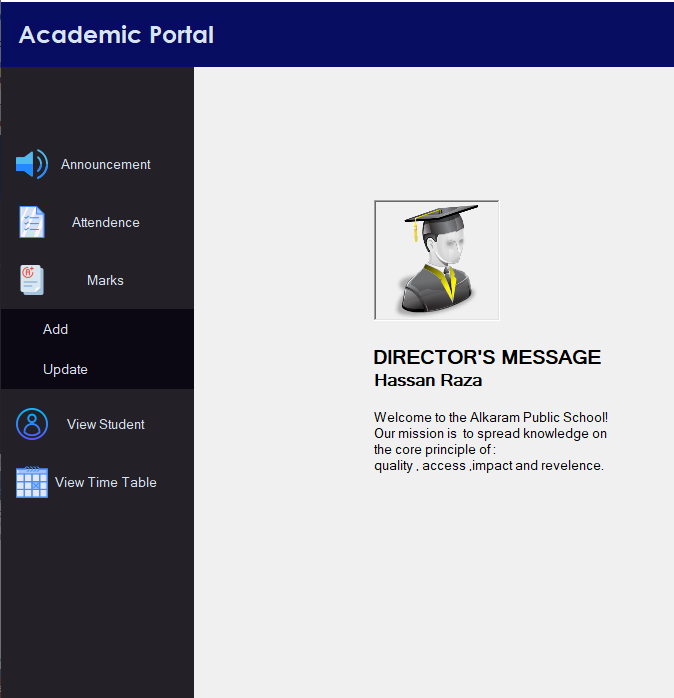 Academic Portal
Announcement
Attendence
Marks
Add
Update
View Student
View Time Table
DIRECTOR'S MESSAGE
Hassan Raza
Welcome to the Alkaram Public School!
Our mission is  to spread knowledge on
the core principle of :
quality , access ,impact and revelence.